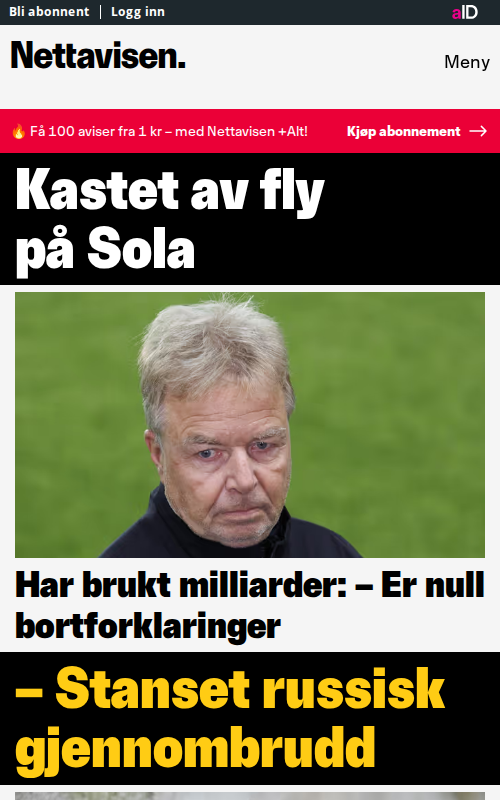 Bli abonnent | Logg inn
aID
Nettavisen.
Meny
🔥 Få 100 aviser fra 1 kr – med Nettavisen +Alt!
Kjøp abonnement →
Kastet av fly
på Sola
Har brukt milliarder: – Er null
bortforklaringer
– Stanset russisk
gjennombrudd